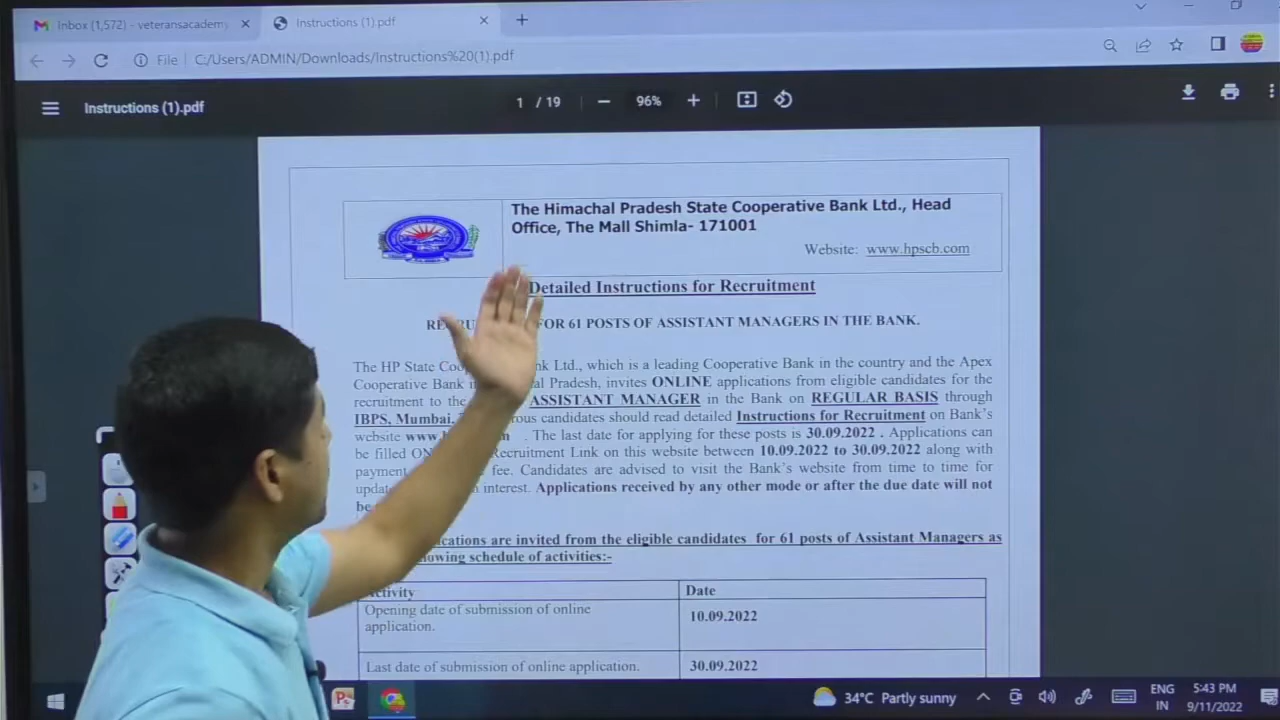 Inbox (1,572) - veteransacademy
Instructions (1).pdf
File
C:/Users/ADMIN/Downloads/Instructions%20(1).pdf
Instructions (1).pdf
1 / 19
96%
The Himachal Pradesh State Cooperative Bank Ltd., Head
Office, The Mall Shimla- 171001
Website: www.hpscb.com
Detailed Instructions for Recruitment
FOR 61 POSTS OF ASSISTANT MANAGERS IN THE BANK.
The HP State Ltd., which is a leading Cooperative Bank in the country and the Apex
Cooperative Bank Pradesh, invites ONLINE applications from eligible candidates for the
recruitment to the ASSISTANT MANAGER in the Bank on REGULAR BASIS through
IBPS, Mumbai. candidates should read detailed Instructions for Recruitment on Bank's
website . The last date for applying for these posts is 30.09.2022 . Applications can
be filled Recruitment Link on this website between 10.09.2022 to 30.09.2022 along with
payment fee. Candidates are advised to visit the Bank's website from time to time for
interest. Applications received by any other mode or after the due date will not
be
are invited from the eligible candidates for 61 posts of Assistant Managers as
schedule of activities:-
Activity Date
Opening date of submission of online 10.09.2022
application.
Last date of submission of online application. 30.09.2022
34°C Partly sunny
ENG
IN
5:43 PM
9/11/2022